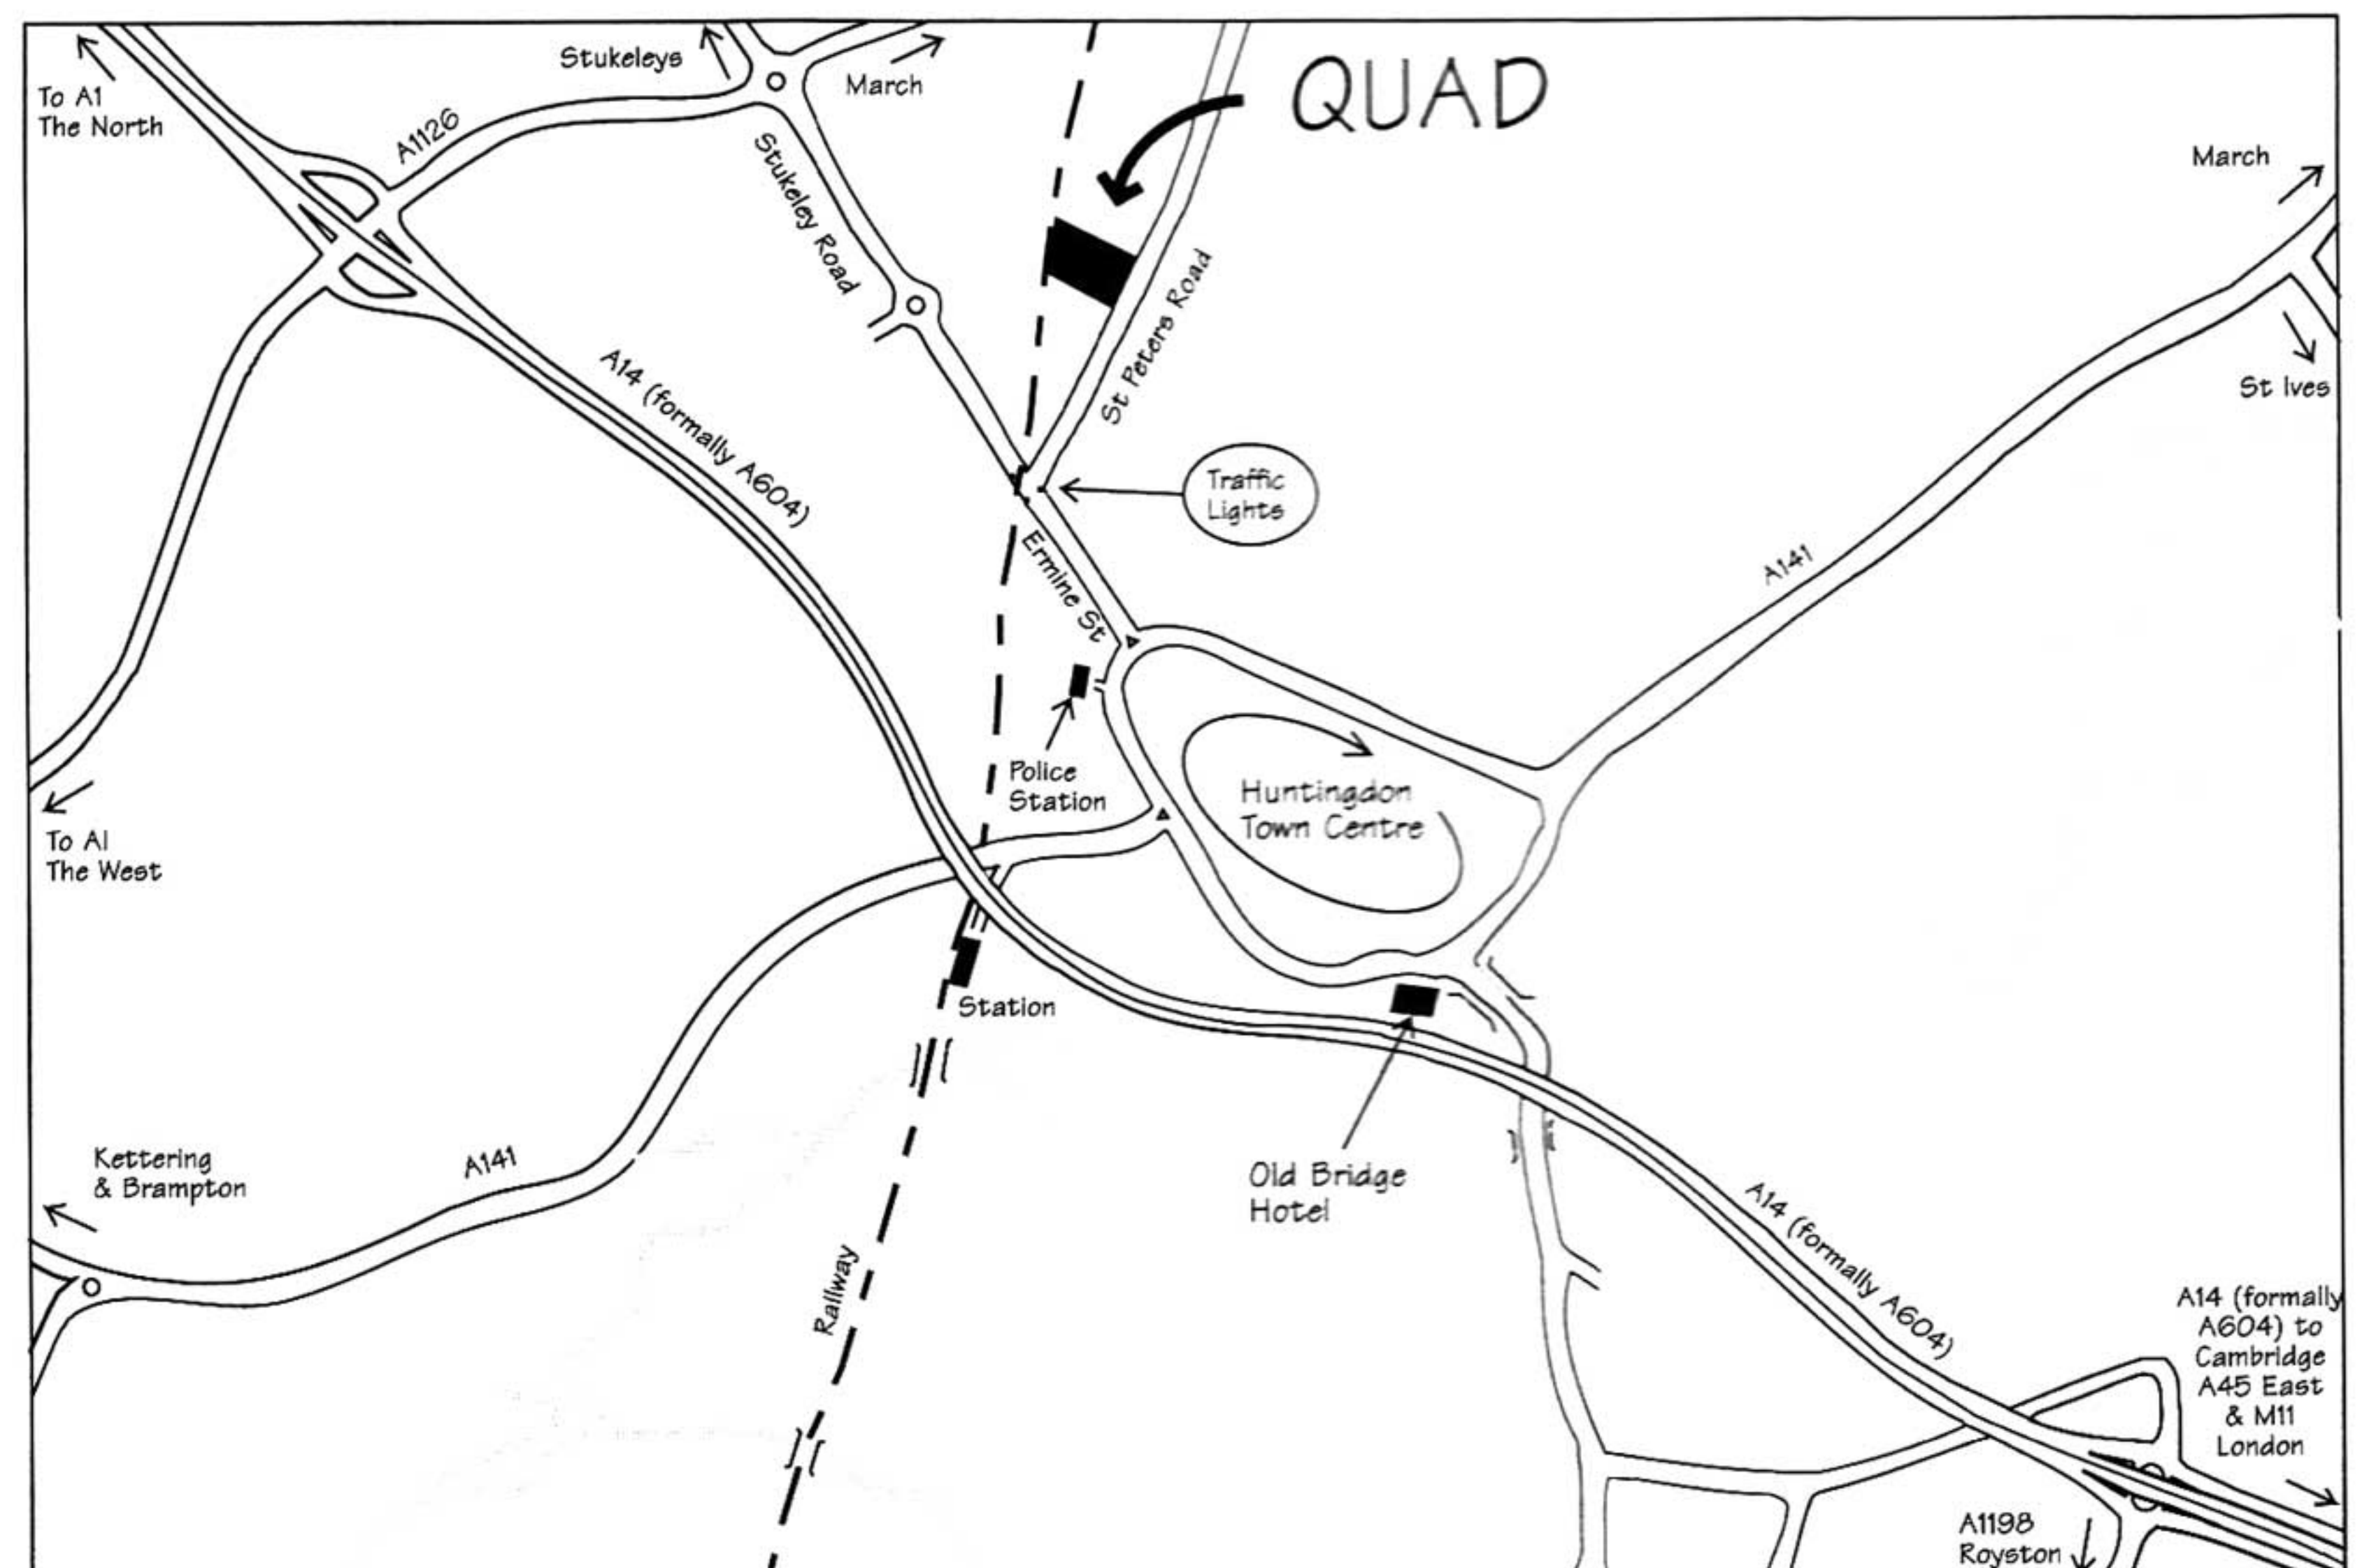 To A1
The North
Stukeleys
March
QUAD
A1126
Stukeley Road
March
St Ives
St Peters Road
A14 (formally A604)
Traffic
Lights
Ermine St
A141
Police
Station
Huntingdon
Town Centre
To AI
The West
Station
Kettering
& Brampton
A141
Old Bridge
Hotel
Railway
A14 (formally A604)
A14 (formally
A604) to
Cambridge
A45 East
& M11
London
A1198
Royston